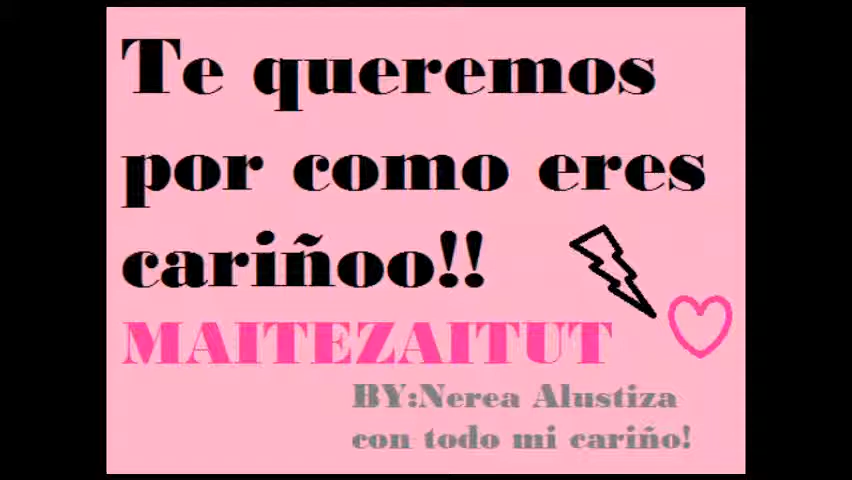 Te queremos
por como eres
cariñoo!!
MAITEZAITUT
BY:Nerea Alustiza
con todo mi cariño!